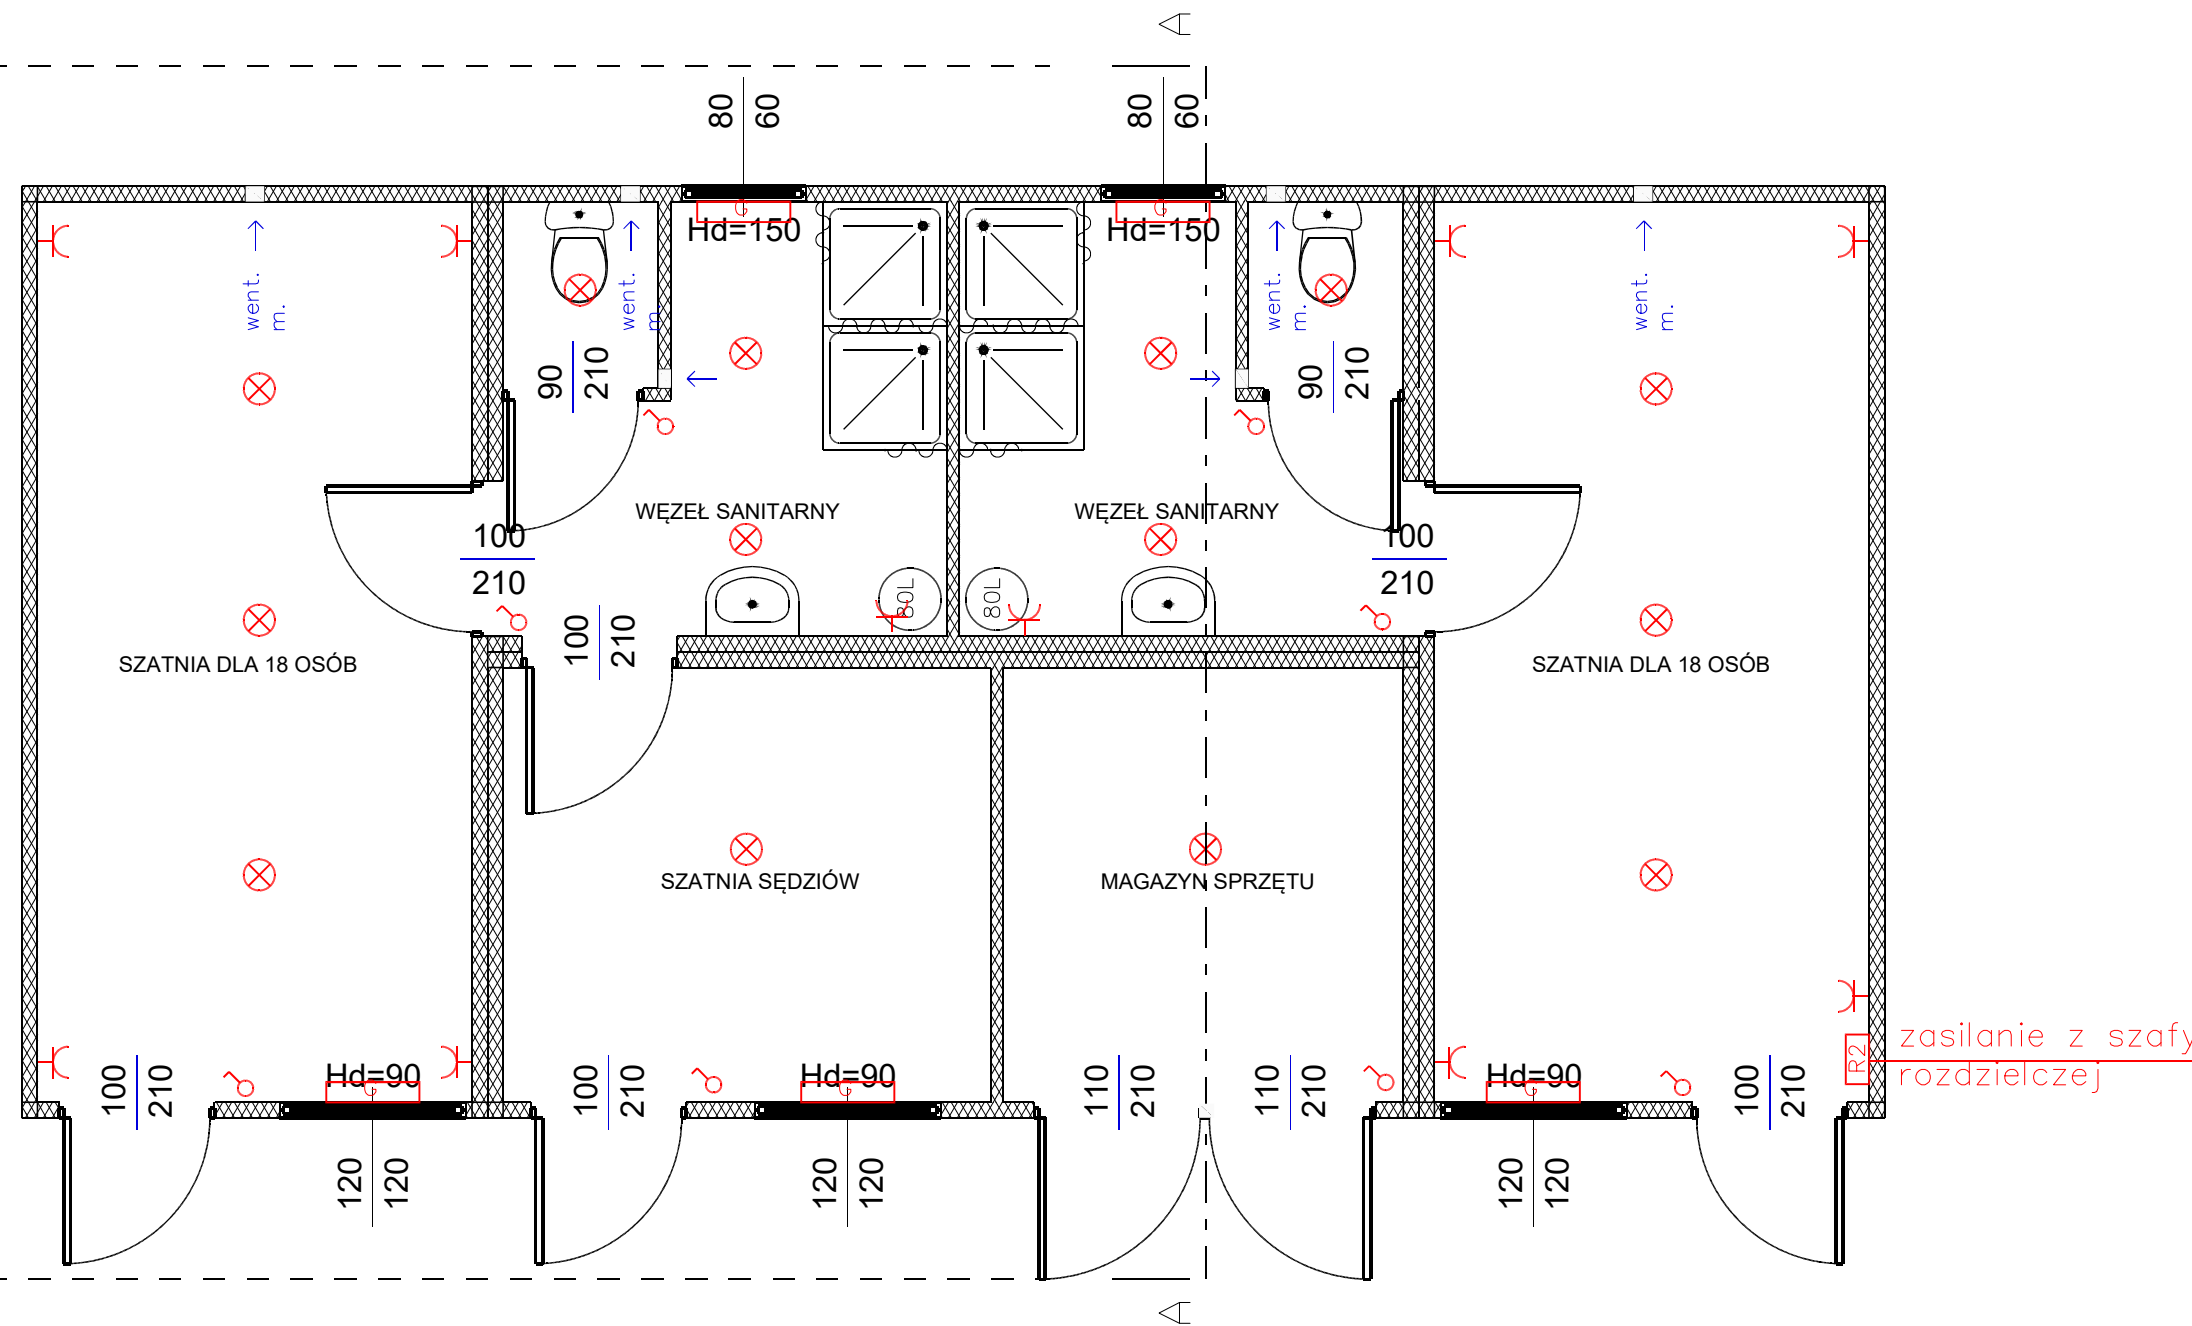 A
80
60
80
60
Hd=150
Hd=150
went.
m.
went.
m.
went.
m.
went.
m.
90
210
90
210
WĘZEŁ SANITARNY
WĘZEŁ SANITARNY
100
210
100
210
80L
80L
100
210
SZATNIA DLA 18 OSÓB
SZATNIA DLA 18 OSÓB
SZATNIA SĘDZIÓW
MAGAZYN SPRZĘTU
zasilanie z szafy
rozdzielczej
R2
Hd=90
Hd=90
Hd=90
100
210
100
210
110
210
110
210
100
210
120
120
120
120
120
120
A